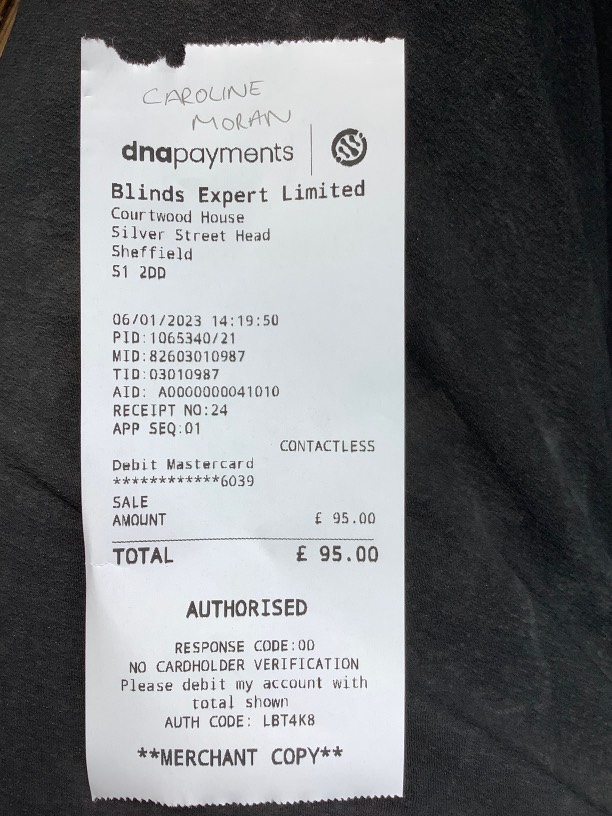 CAROLINE
MORAN
dnapayments
Blinds Expert Limited
Courtwood House
Silver Street Head
Sheffield
S1 2DD
06/01/2023 14:19:50
PID:1065340/21
MID:82603010987
TID:03010987
AID: A0000000041010
RECEIPT NO:24
APP SEQ:01
CONTACTLESS
Debit Mastercard
************6039
SALE
AMOUNT £ 95.00
TOTAL £ 95.00
AUTHORISED
RESPONSE CODE:00
NO CARDHOLDER VERIFICATION
Please debit my account with
total shown
AUTH CODE: LBT4K8
**MERCHANT COPY**